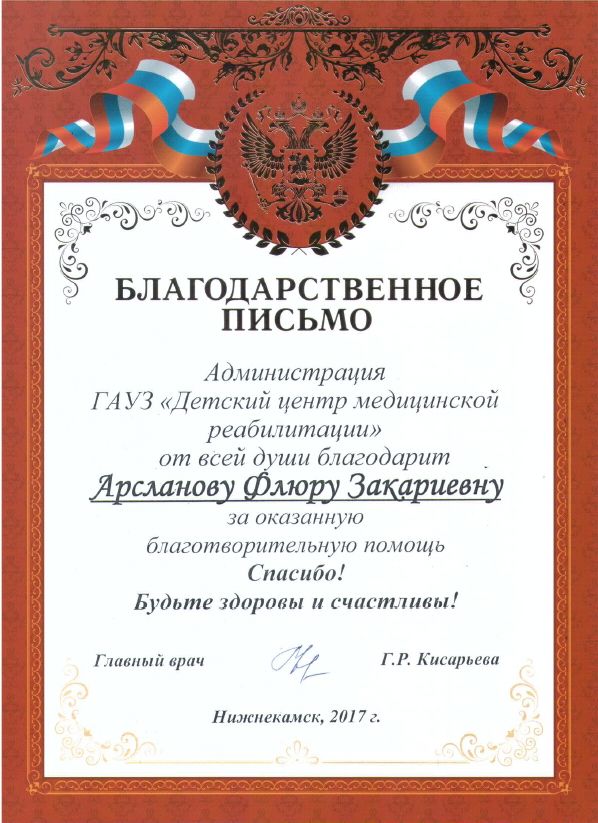 БЛАГОДАРСТВЕННОЕ
ПИСЬМО
Администрация
ГАУЗ «Детский центр медицинской
реабилитации»
от всей души благодарит
Арсланову Флюру Закариевну
за оказанную
благотворительную помощь
Спасибо!
Будьте здоровы и счастливы!
Главный врач Г.Р. Кисарьева
Нижнекамск, 2017 г.